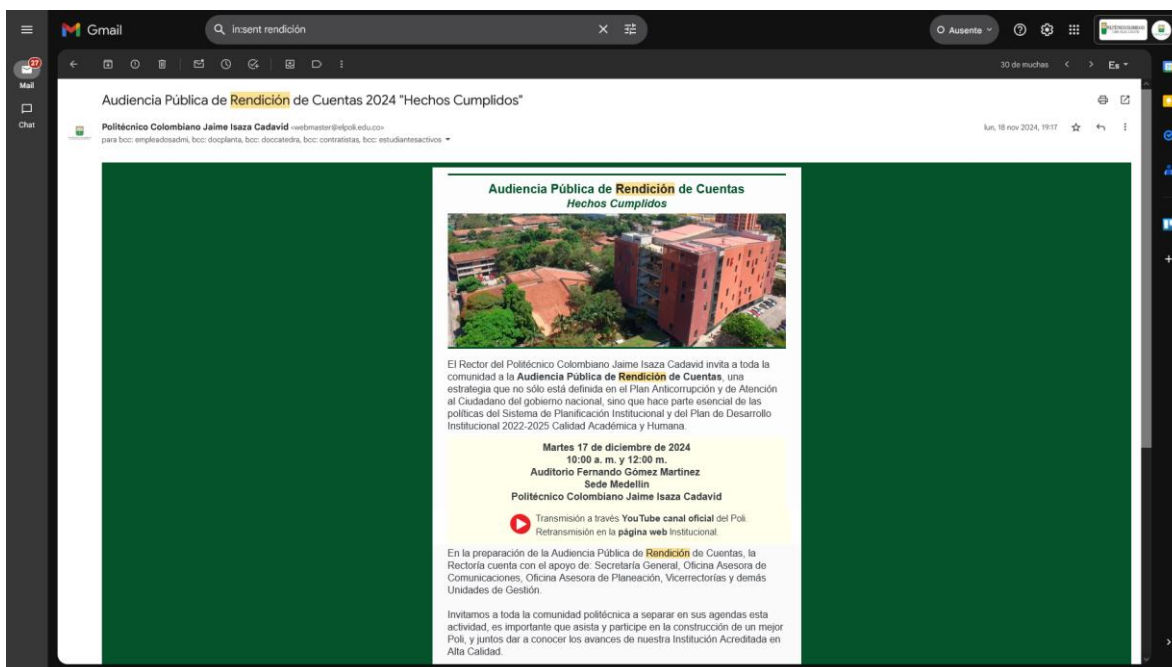 Gmail
in:sent rendición
Ausente
27
Mail
Chat
30 de muchas
Es
Audiencia Pública de Rendición de Cuentas 2024 "Hechos Cumplidos"
Politécnico Colombiano Jaime Isaza Cadavid <webmaster@elpoli.edu.co>
lun, 18 nov 2024, 19:17
para bcc: empleadosadmi, bcc: docplanta, bcc: doccatedra, bcc: contratistas, bcc: estudiantesactivos
Audiencia Pública de Rendición de Cuentas
Hechos Cumplidos
El Rector del Politécnico Colombiano Jaime Isaza Cadavid invita a toda la
comunidad a la Audiencia Pública de Rendición de Cuentas, una
estrategia que no sólo está definida en el Plan Anticorrupción y de Atención
al Ciudadano del gobierno nacional, sino que hace parte esencial de las
políticas del Sistema de Planificación Institucional y del Plan de Desarrollo
Institucional 2022-2025 Calidad Académica y Humana.
Martes 17 de diciembre de 2024
10:00 a. m. y 12:00 m.
Auditorio Fernando Gómez Martínez
Sede Medellín
Politécnico Colombiano Jaime Isaza Cadavid
Transmisión a través YouTube canal oficial del Poli.
Retransmisión en la página web Institucional.
En la preparación de la Audiencia Pública de Rendición de Cuentas, la
Rectoría cuenta con el apoyo de: Secretaría General, Oficina Asesora de
Comunicaciones, Oficina Asesora de Planeación, Vicerrectorías y demás
Unidades de Gestión.
Invitamos a toda la comunidad politécnica a separar en sus agendas esta
actividad, es importante que asista y participe en la construcción de un mejor
Poli, y juntos dar a conocer los avances de nuestra Institución Acreditada en
Alta Calidad.